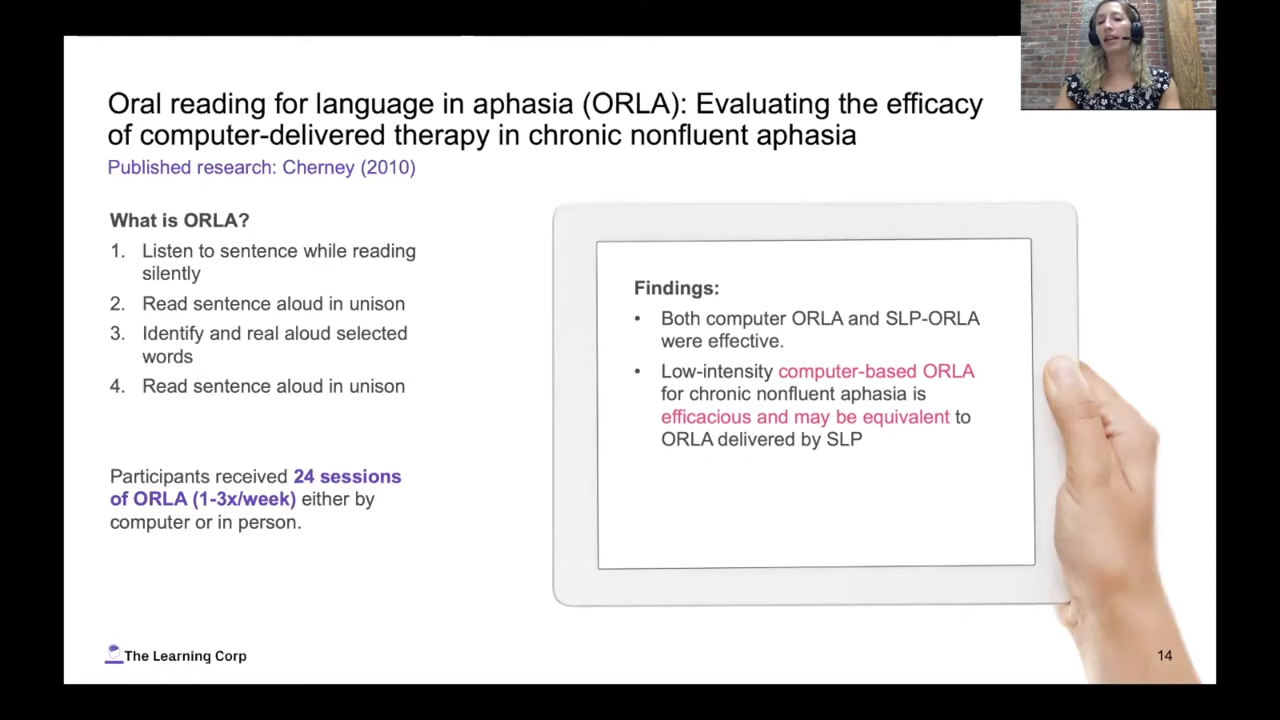 Oral reading for language in aphasia (ORLA): Evaluating the efficacy
of computer-delivered therapy in chronic nonfluent aphasia
Published research: Cherney (2010)
What is ORLA?
1. Listen to sentence while reading
silently
2. Read sentence aloud in unison
3. Identify and real aloud selected
words
4. Read sentence aloud in unison
Participants received 24 sessions
of ORLA (1-3x/week) either by
computer or in person.
Findings:
• Both computer ORLA and SLP-ORLA
were effective.
• Low-intensity computer-based ORLA
for chronic nonfluent aphasia is
efficacious and may be equivalent to
ORLA delivered by SLP
The Learning Corp
14